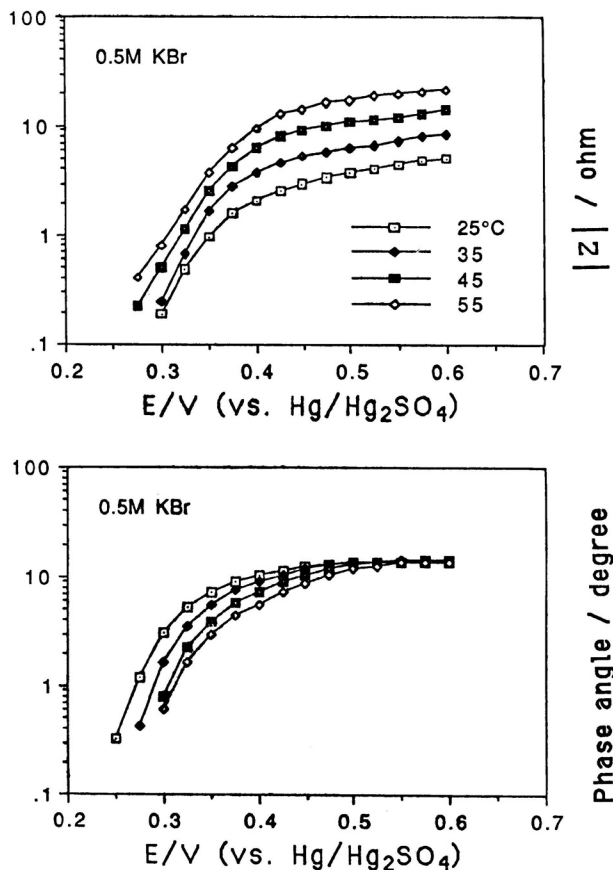 100
10
1
.1
0.5M KBr
25°C
35
45
55
0.2 0.3 0.4 0.5 0.6 0.7
E/V (vs. Hg/Hg₂SO₄)
|Z| / ohm
100
10
1
.1
0.5M KBr
0.2 0.3 0.4 0.5 0.6 0.7
E/V (vs. Hg/Hg₂SO₄)
Phase angle / degree